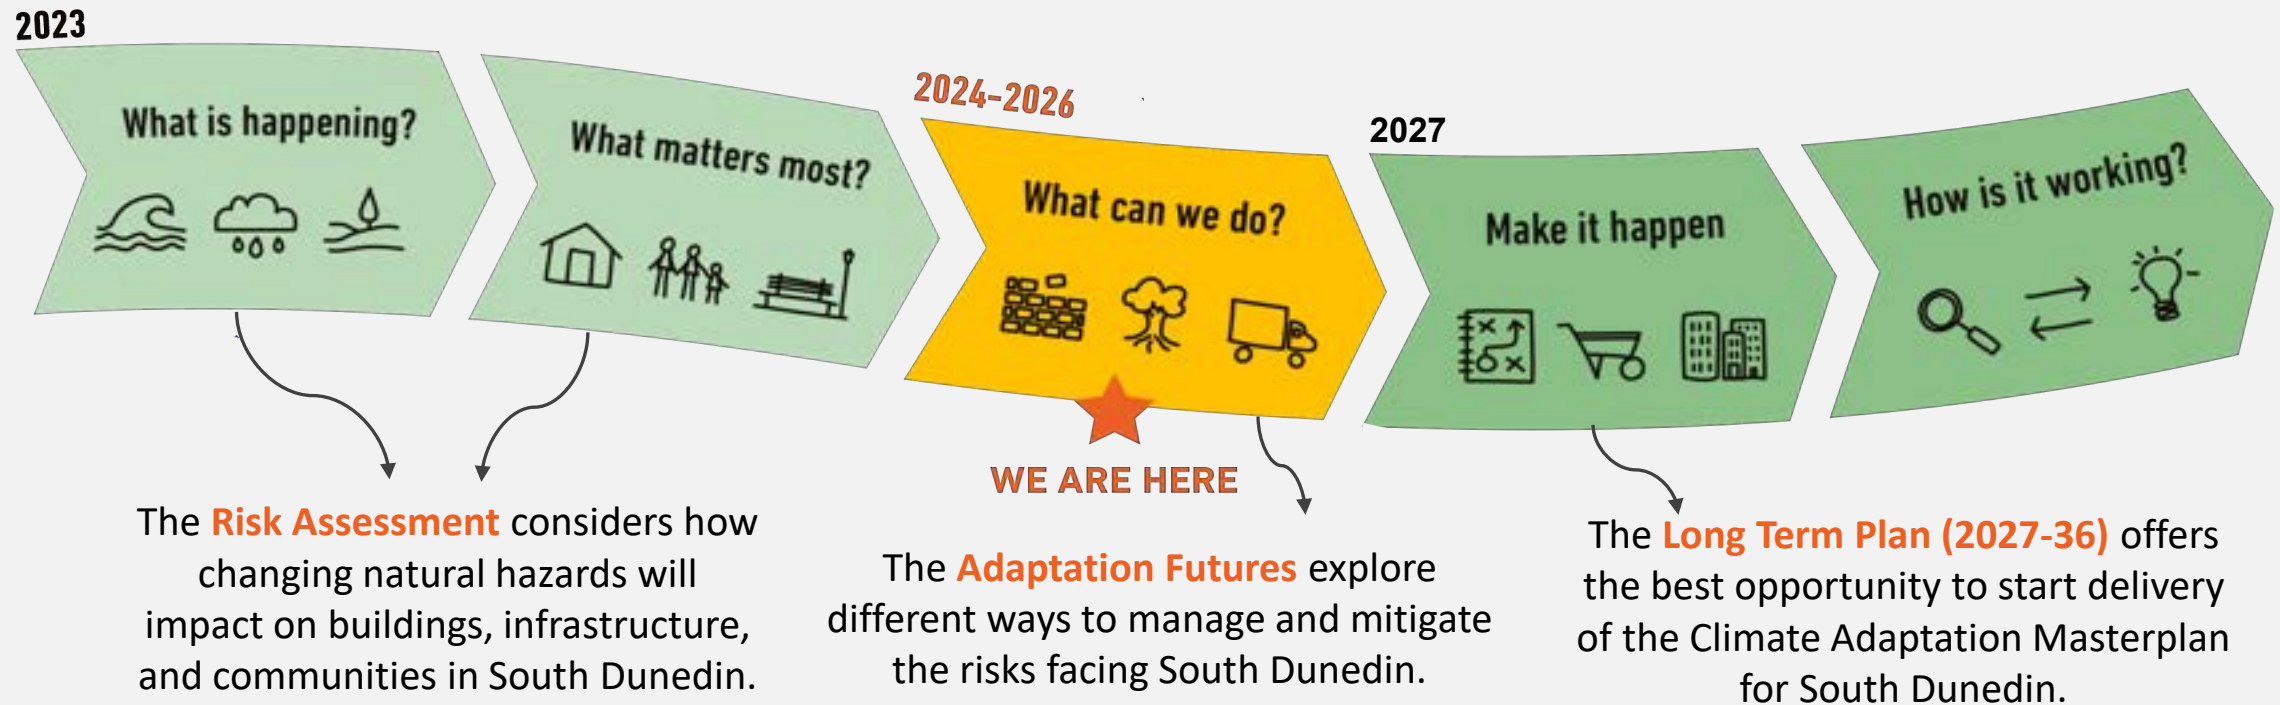 2023
What is happening?
What matters most?
2024-2026
What can we do?
2027
Make it happen
How is it working?
WE ARE HERE
The Risk Assessment considers how
changing natural hazards will
impact on buildings, infrastructure,
and communities in South Dunedin.
The Adaptation Futures explore
different ways to manage and mitigate
the risks facing South Dunedin.
The Long Term Plan (2027-36) offers
the best opportunity to start delivery
of the Climate Adaptation Masterplan
for South Dunedin.